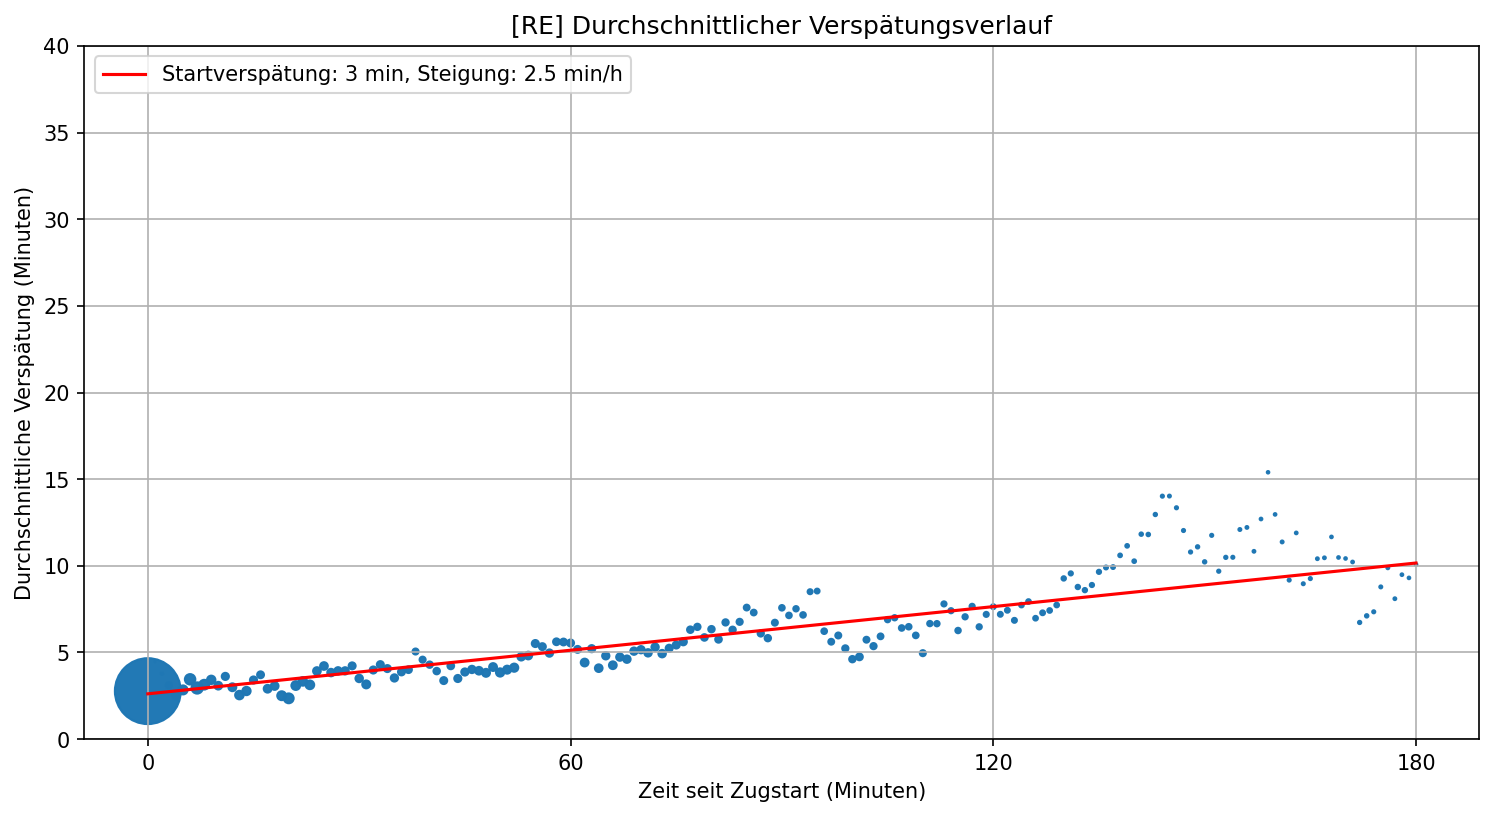 [RE] Durchschnittlicher Verspätungsverlauf
Startverspätung: 3 min, Steigung: 2.5 min/h
Durchschnittliche Verspätung (Minuten)
40
35
30
25
20
15
10
5
0
0 60 120 180
Zeit seit Zugstart (Minuten)